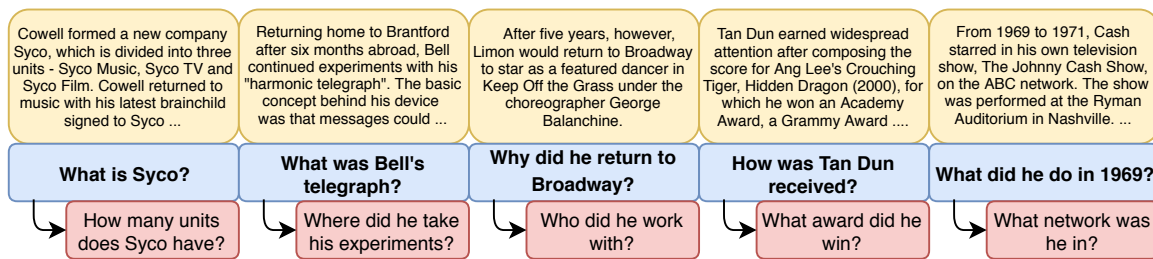 Cowell formed a new company
Syco, which is divided into three
units - Syco Music, Syco TV and
Syco Film. Cowell returned to
music with his latest brainchild
signed to Syco ...
What is Syco?
How many units
does Syco have?
Returning home to Brantford
after six months abroad, Bell
continued experiments with his
"harmonic telegraph". The basic
concept behind his device
was that messages could ...
What was Bell's
telegraph?
Where did he take
his experiments?
After five years, however,
Limon would return to Broadway
to star as a featured dancer in
Keep Off the Grass under the
choreographer George
Balanchine.
Why did he return to
Broadway?
Who did he work
with?
Tan Dun earned widespread
attention after composing the
score for Ang Lee's Crouching
Tiger, Hidden Dragon (2000), for
which he won an Academy
Award, a Grammy Award ....
How was Tan Dun
received?
What award did he
win?
From 1969 to 1971, Cash
starred in his own television
show, The Johnny Cash Show,
on the ABC network. The show
was performed at the Ryman
Auditorium in Nashville. ...
What did he do in 1969?
What network was
he in?